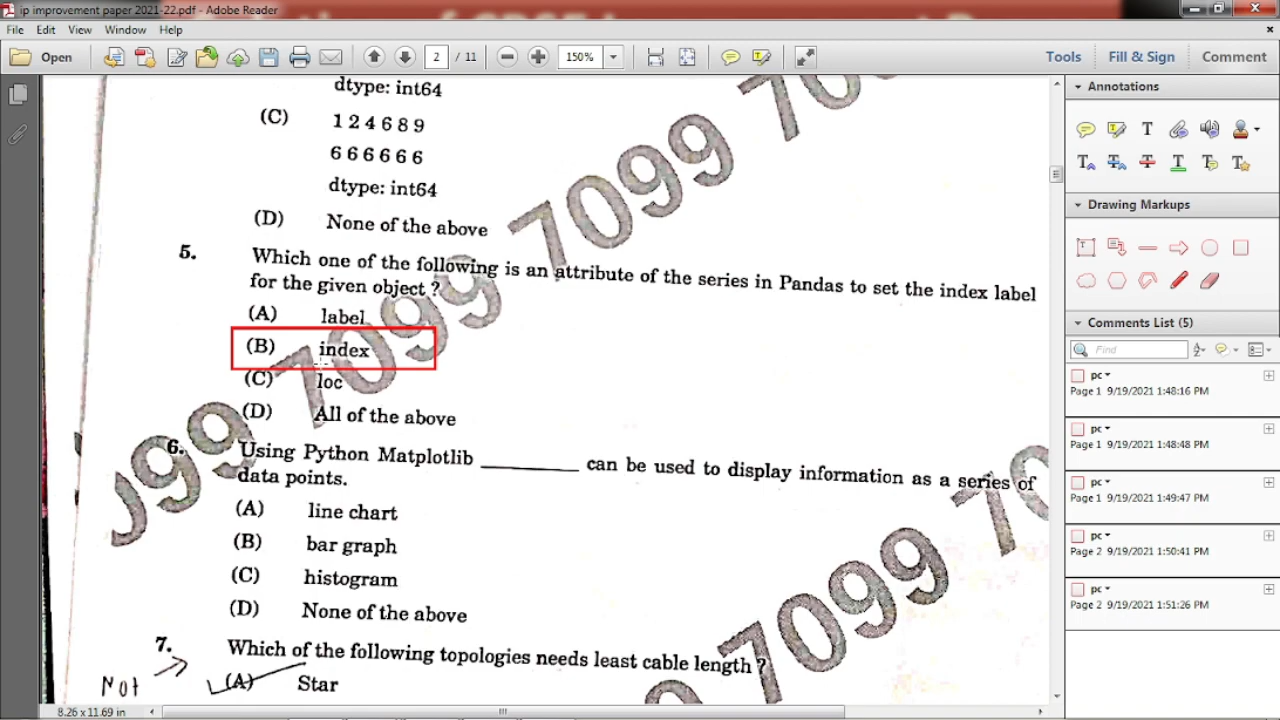 ip improvement paper 2021-22.pdf - Adobe Reader
File Edit View Window Help
Open 2 / 11 150% Tools Fill & Sign Comment
dtype: int64
(C) 1 2 4 6 8 9
6 6 6 6 6 6
dtype: int64
(D) None of the above
5. Which one of the following is an attribute of the series in Pandas to set the index label
for the given object ?
(A) label
(B) index
(C) loc
(D) All of the above
6. Using Python Matplotlib __________ can be used to display information as a series of
data points.
(A) line chart
(B) bar graph
(C) histogram
(D) None of the above
7. Which of the following topologies needs least cable length ?
Not (A) Star
7099 7099 7099
7099 7099
8.26 x 11.69 in
Annotations
Drawing Markups
Comments List (5)
Find
pc
Page 1 9/19/2021 1:48:16 PM
pc
Page 1 9/19/2021 1:48:48 PM
pc
Page 1 9/19/2021 1:49:47 PM
pc
Page 2 9/19/2021 1:50:41 PM
pc
Page 2 9/19/2021 1:51:26 PM